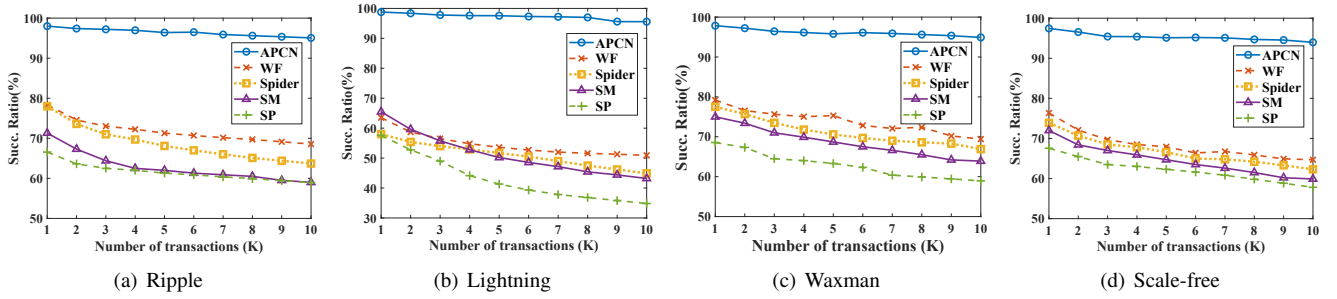 100
90
80
70
60
50
Succ. Ratio(%)
APCN
WF
Spider
SM
SP
1 2 3 4 5 6 7 8 9 10
Number of transactions (K)
(a) Ripple
100
90
80
70
60
50
40
30
Succ. Ratio(%)
APCN
WF
Spider
SM
SP
1 2 3 4 5 6 7 8 9 10
Number of transactions (K)
(b) Lightning
100
90
80
70
60
50
Succ. Ratio(%)
APCN
WF
Spider
SM
SP
1 2 3 4 5 6 7 8 9 10
Number of transactions (K)
(c) Waxman
100
90
80
70
60
50
Succ. Ratio(%)
APCN
WF
Spider
SM
SP
1 2 3 4 5 6 7 8 9 10
Number of transactions (K)
(d) Scale-free